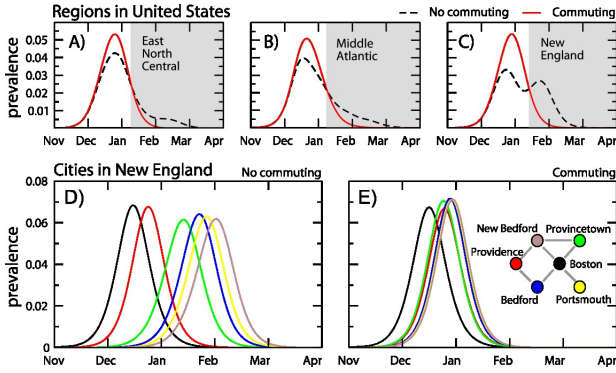 Regions in United States
No commuting
Commuting
A)
East
North
Central
B)
Middle
Atlantic
C)
New
England
prevalence
0.05
0.04
0.03
0.02
0.01
Nov Dec Jan Feb Mar Apr
Nov Dec Jan Feb Mar Apr
Nov Dec Jan Feb Mar Apr
Cities in New England
No commuting
Commuting
D)
E)
prevalence
0.08
0.06
0.04
0.02
0
New Bedford
Provincetown
Providence
Boston
Bedford
Portsmouth
Nov Dec Jan Feb Mar Apr
Nov Dec Jan Feb Mar Apr